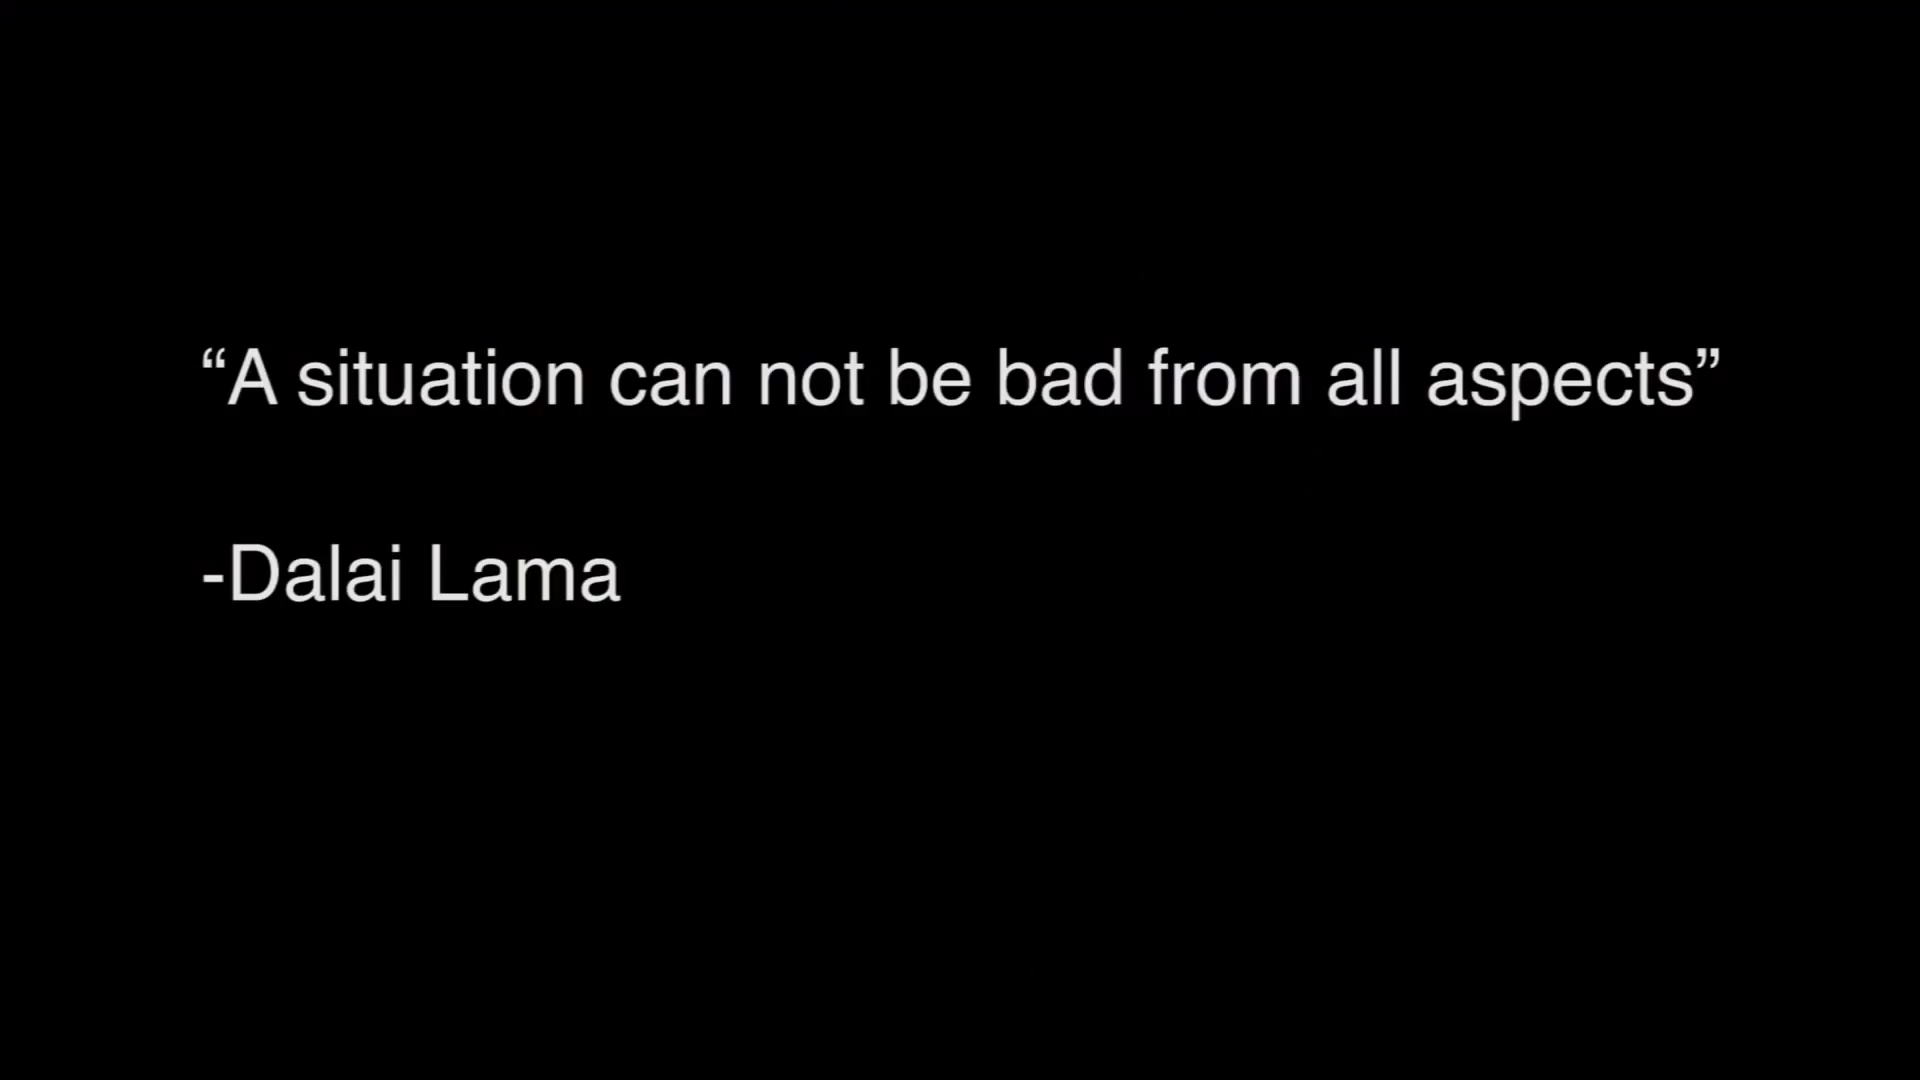 “A situation can not be bad from all aspects”
-Dalai Lama